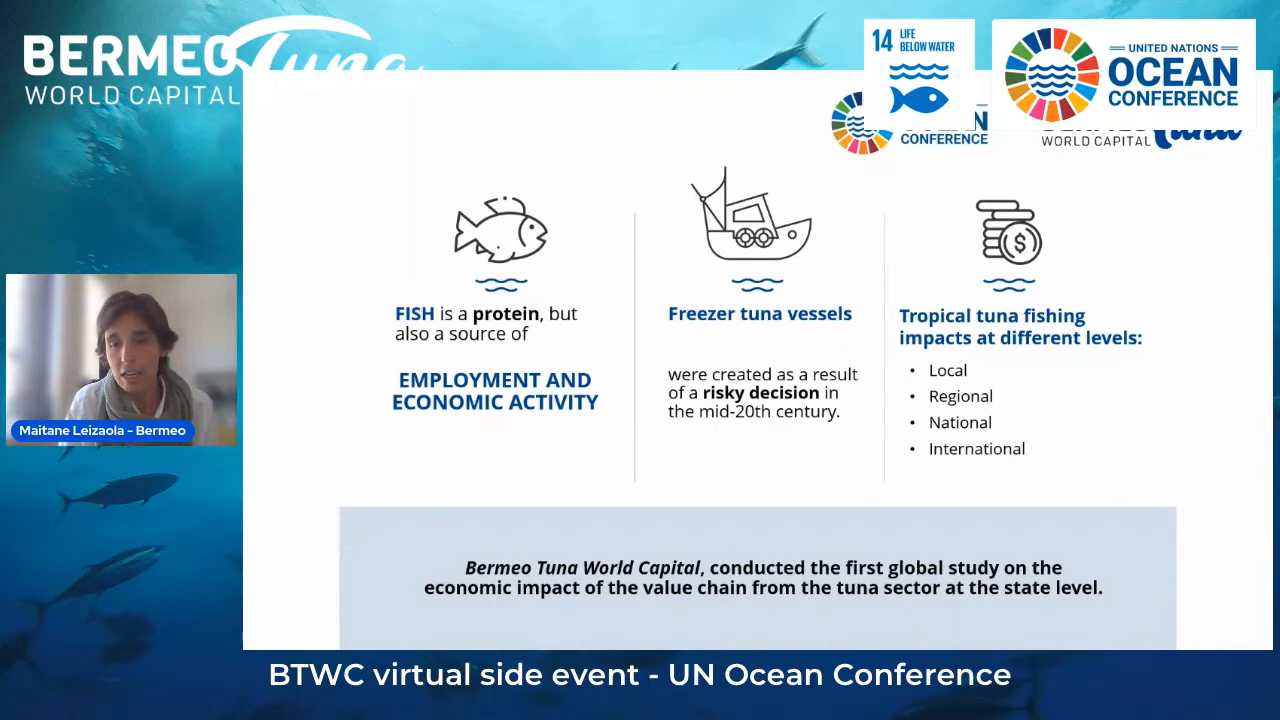 BERMEO Tuna
WORLD CAPITAL
14 LIFE
BELOW WATER
UNITED NATIONS
OCEAN
CONFERENCE
CONFERENCE
WORLD CAPITAL
FISH is a protein, but
also a source of
EMPLOYMENT AND
ECONOMIC ACTIVITY
Freezer tuna vessels
were created as a result
of a risky decision in
the mid-20th century.
$
Tropical tuna fishing
impacts at different levels:
• Local
• Regional
• National
• International
Maitane Leizaola - Bermeo
Bermeo Tuna World Capital, conducted the first global study on the
economic impact of the value chain from the tuna sector at the state level.
BTWC virtual side event - UN Ocean Conference